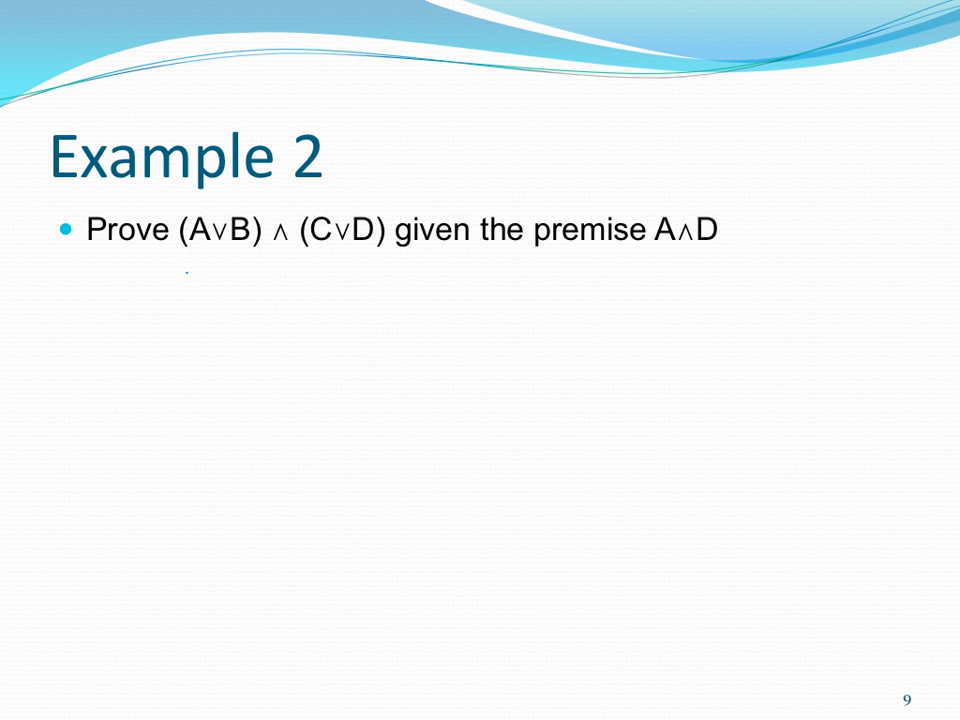 Example 2
Prove (A∨B) ∧ (C∨D) given the premise A∧D
9